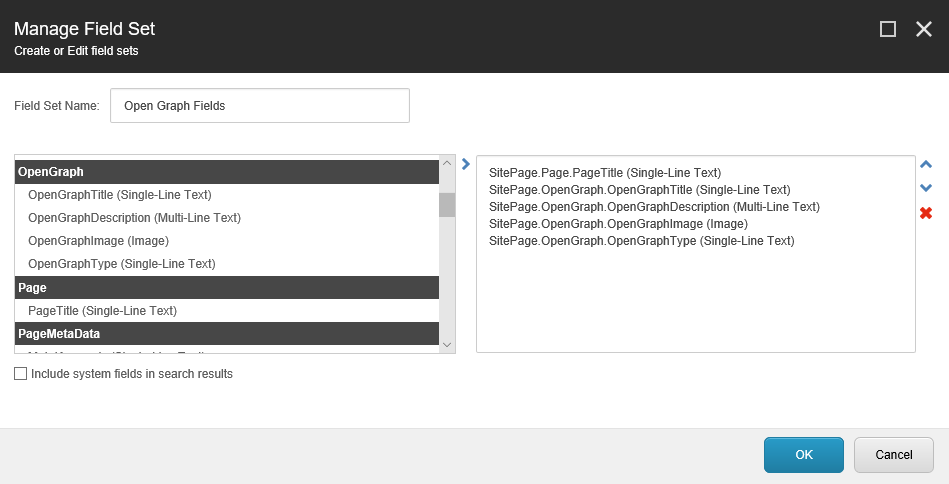 Manage Field Set
Create or Edit field sets
Field Set Name:
Open Graph Fields
OpenGraph
OpenGraphTitle (Single-Line Text)
OpenGraphDescription (Multi-Line Text)
OpenGraphImage (Image)
OpenGraphType (Single-Line Text)
Page
PageTitle (Single-Line Text)
PageMetaData
SitePage.Page.PageTitle (Single-Line Text)
SitePage.OpenGraph.OpenGraphTitle (Single-Line Text)
SitePage.OpenGraph.OpenGraphDescription (Multi-Line Text)
SitePage.OpenGraph.OpenGraphImage (Image)
SitePage.OpenGraph.OpenGraphType (Single-Line Text)
Include system fields in search results
OK
Cancel